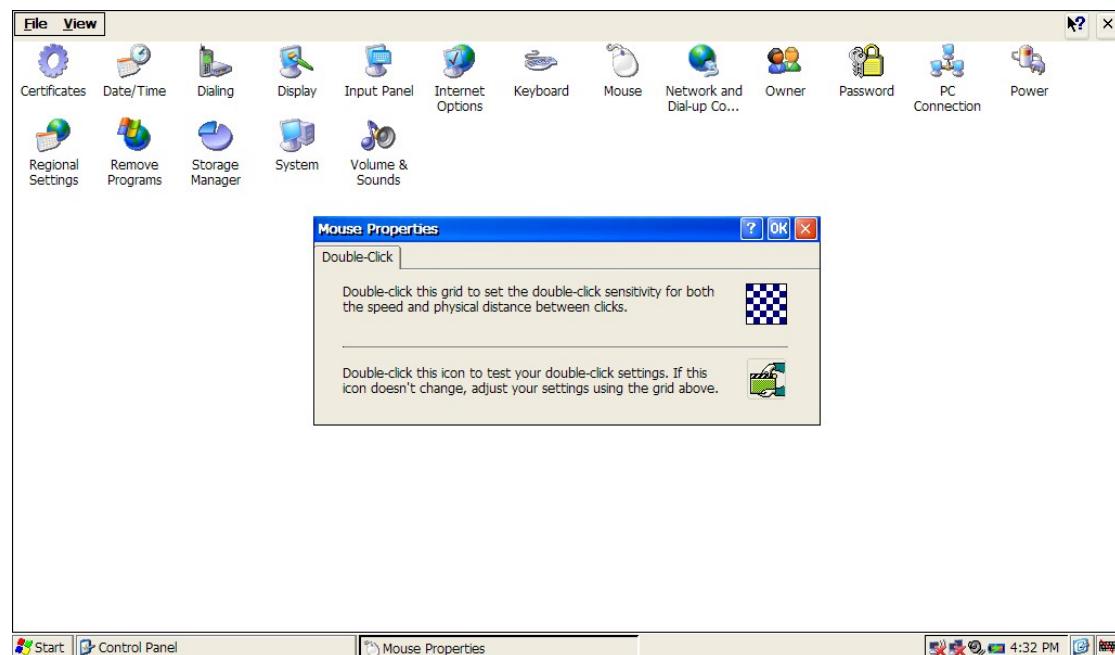 File View
Certificates Date/Time Dialing Display Input Panel Internet Options Keyboard Mouse Network and Dial-up Co... Owner Password PC Connection Power
Regional Settings Remove Programs Storage Manager System Volume & Sounds
Mouse Properties ? OK
Double-Click
Double-click this grid to set the double-click sensitivity for both
the speed and physical distance between clicks.
Double-click this icon to test your double-click settings. If this
icon doesn't change, adjust your settings using the grid above.
Start Control Panel Mouse Properties 4:32 PM